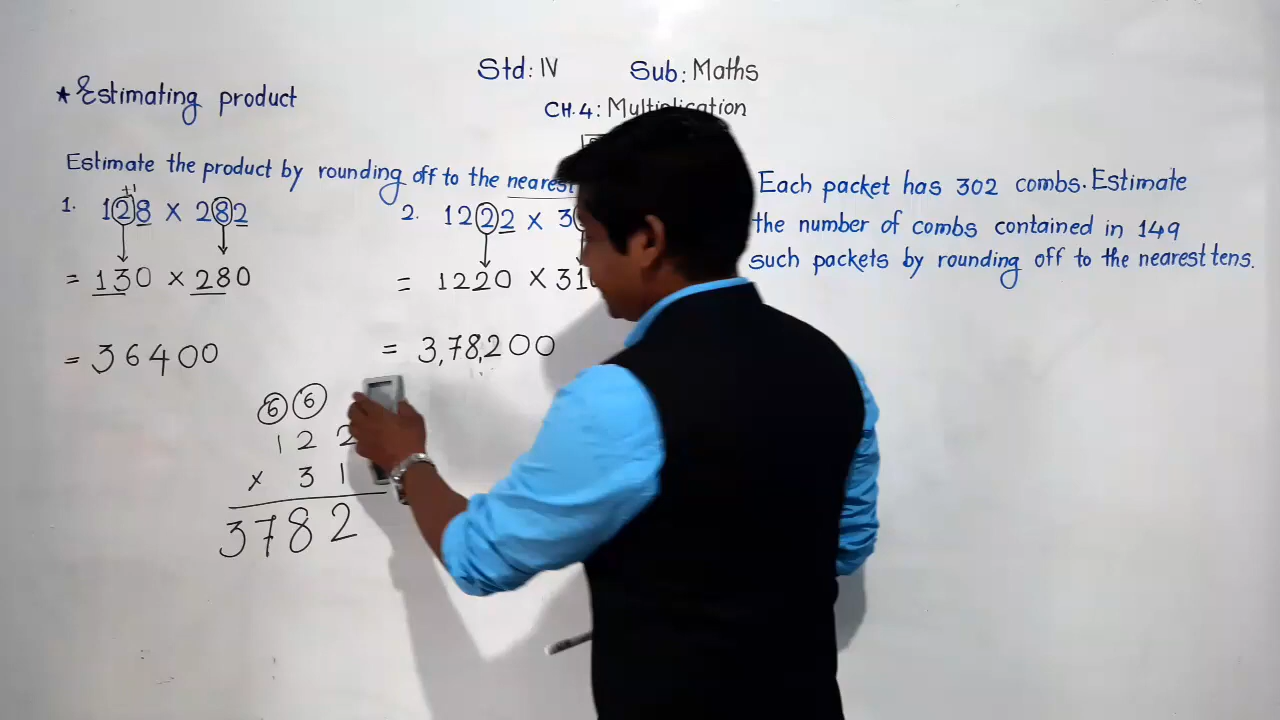 Std: IV Sub: Maths
* Estimating product
CH.4: Multiplication
Estimate the product by rounding off to the nearest
1. 128 × 282
+1
= 130 × 280
= 36400
2. 1222 × 3
= 1220 × 310
= 3,78,200
6 6
122
× 31
3782
Each packet has 302 combs. Estimate
the number of combs contained in 149
such packets by rounding off to the nearest tens.